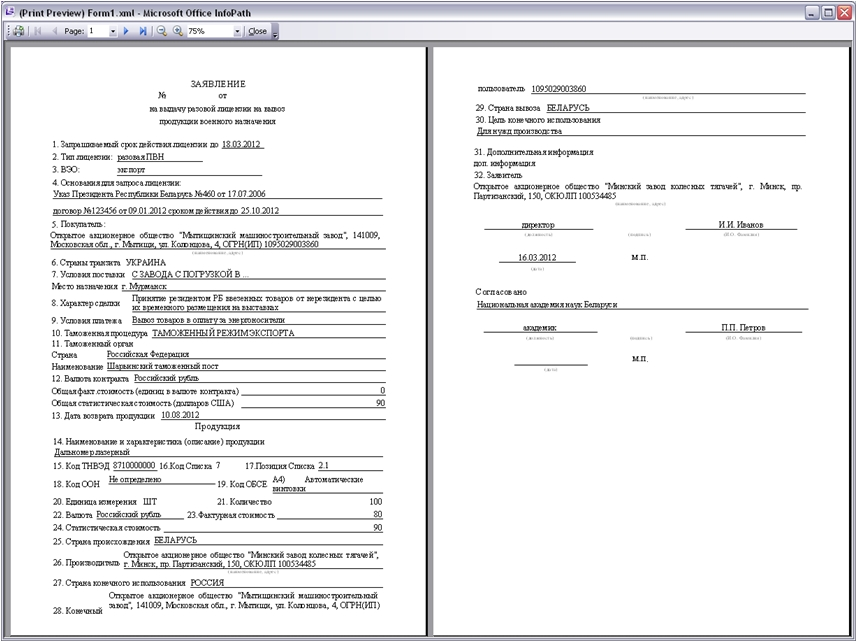 (Print Preview) Form1.xml - Microsoft Office InfoPath
Page: 1 75% Close
ЗАЯВЛЕНИЕ
№ от
на выдачу разовой лицензии на вывоз
продукции военного назначения
1. Запрашиваемый срок действия лицензии до 18.03.2012
2. Тип лицензии: разовая ПВН
3. ВЭО: экспорт
4. Основания для запроса лицензии:
Указ Президента Республики Беларусь №460 от 17.07.2006
договор №123456 от 09.01.2012 сроком действия до 25.10.2012
5. Покупатель:
Открытое акционерное общество "Мытищинский машиностроительный завод", 141009,
Московская обл., г. Мытищи, ул. Колонцова, 4, ОГРН(ИП) 1095029003860
(наименование, адрес)
6. Страны транзита УКРАИНА
7. Условия поставки С ЗАВОДА С ПОГРУЗКОЙ В ...
Место назначения г. Мурманск
8. Характер сделки Принятие резидентом РБ ввезенных товаров от нерезидента с целью
их временного размещения на выставках
9. Условия платежа Вывоз товаров в оплату за энергоносители
10. Таможенная процедура ТАМОЖЕННЫЙ РЕЖИМ ЭКСПОРТА
11. Таможенный орган
Страна Российская Федерация
Наименование Шарьинский таможенный пост
12. Валюта контракта Российский рубль
Общая факт.стоимость (единиц в валюте контракта) 0
Общая статистическая стоимость (долларов США) 90
13. Дата возврата продукции 10.08.2012
Продукция
14. Наименование и характеристика (описание) продукции
Дальномер лазерный
15. Код ТНВЭД 8710000000 16.Код Списка 7 17.Позиция Списка 2.1
18. Код ООН Не определено 19. Код ОБСЕ А4) Автоматические
винтовки
20. Единица измерения ШТ 21. Количество 100
22. Валюта Российский рубль 23.Фактурная стоимость 80
24. Статистическая стоимость 90
25. Страна происхождения БЕЛАРУСЬ
26. Производитель Открытое акционерное общество "Минский завод колесных тягачей",
г. Минск, пр. Партизанский, 150, ОКЮЛП 100534485
(наименование, адрес)
27. Страна конечного использования РОССИЯ
28. Конечный Открытое акционерное общество "Мытищинский машиностроительный
завод", 141009, Московская обл., г. Мытищи, ул. Колонцова, 4, ОГРН(ИП)
пользователь 1095029003860
(наименование, адрес)
29. Страна вывоза БЕЛАРУСЬ
30. Цель конечного использования
Для нужд производства
31. Дополнительная информация
доп. информация
32. Заявитель
Открытое акционерное общество "Минский завод колесных тягачей", г. Минск, пр.
Партизанский, 150, ОКЮЛП 100534485
(наименование, адрес)
директор И.И. Иванов
(должность) (подпись) (И.О. Фамилия)
16.03.2012 М.П.
(дата)
Согласовано
Национальная академия наук Беларуси
академик П.П. Петров
(должность) (подпись) (И.О. Фамилия)
М.П.
(дата)